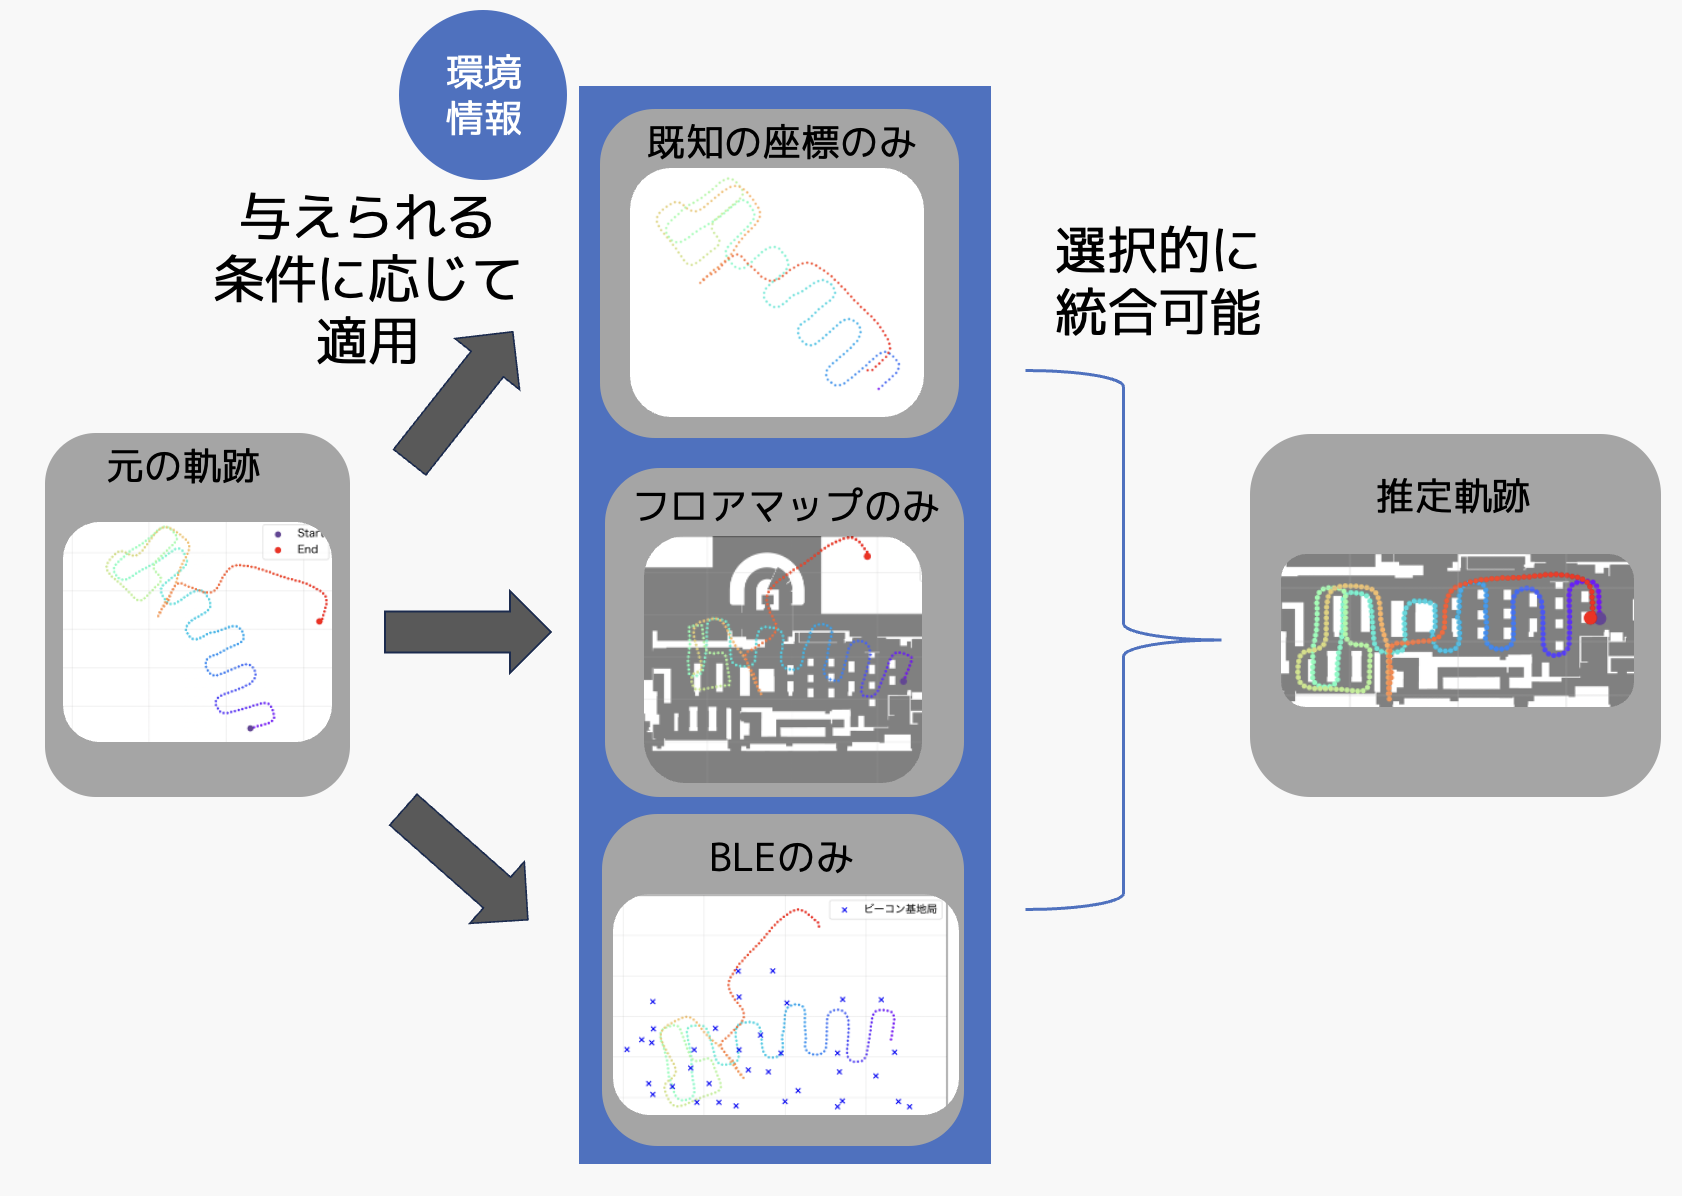 環境
情報
与えられる
条件に応じて
適用
元の軌跡
Start
End
既知の座標のみ
フロアマップのみ
BLEのみ
ビーコン基地局
選択的に
統合可能
推定軌跡